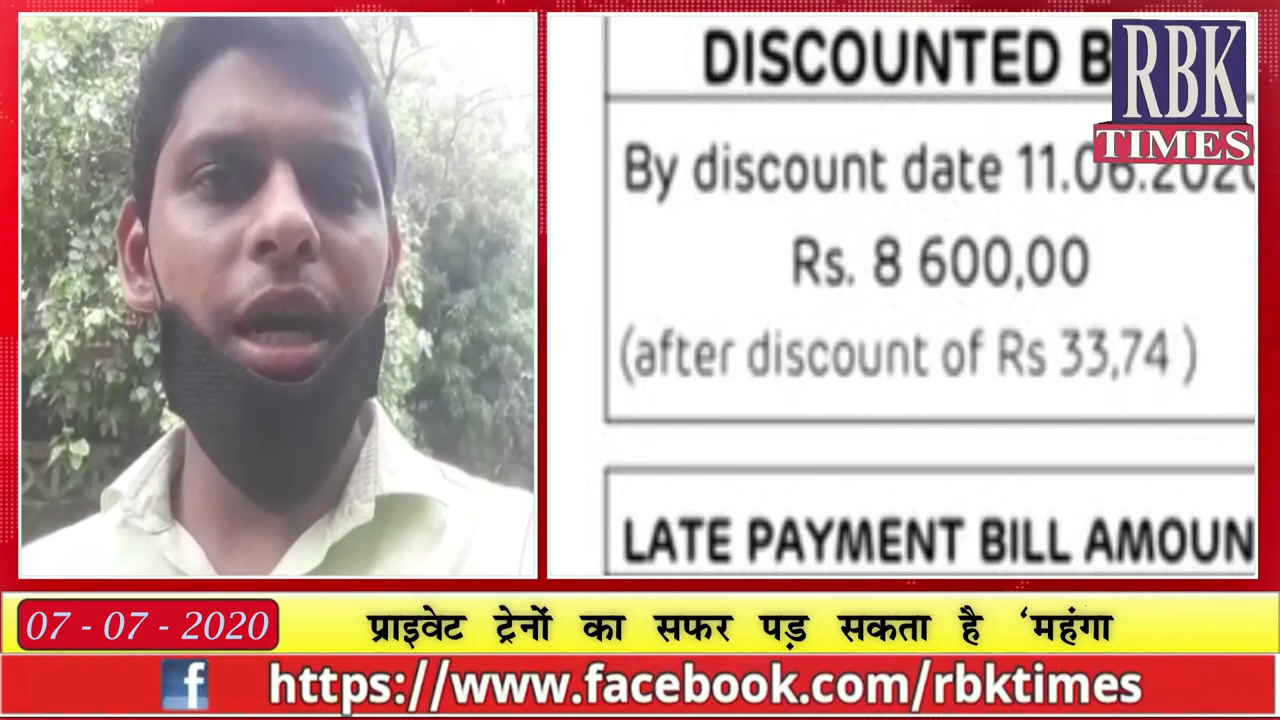 DISCOUNTED B
RBK
TIMES
By discount date 11.06.2020
Rs. 8 600,00
(after discount of Rs 33,74 )
LATE PAYMENT BILL AMOUN
07 - 07 - 2020
प्राइवेट ट्रेनों का सफर पड़ सकता है ‘महंगा
f https://www.facebook.com/rbktimes